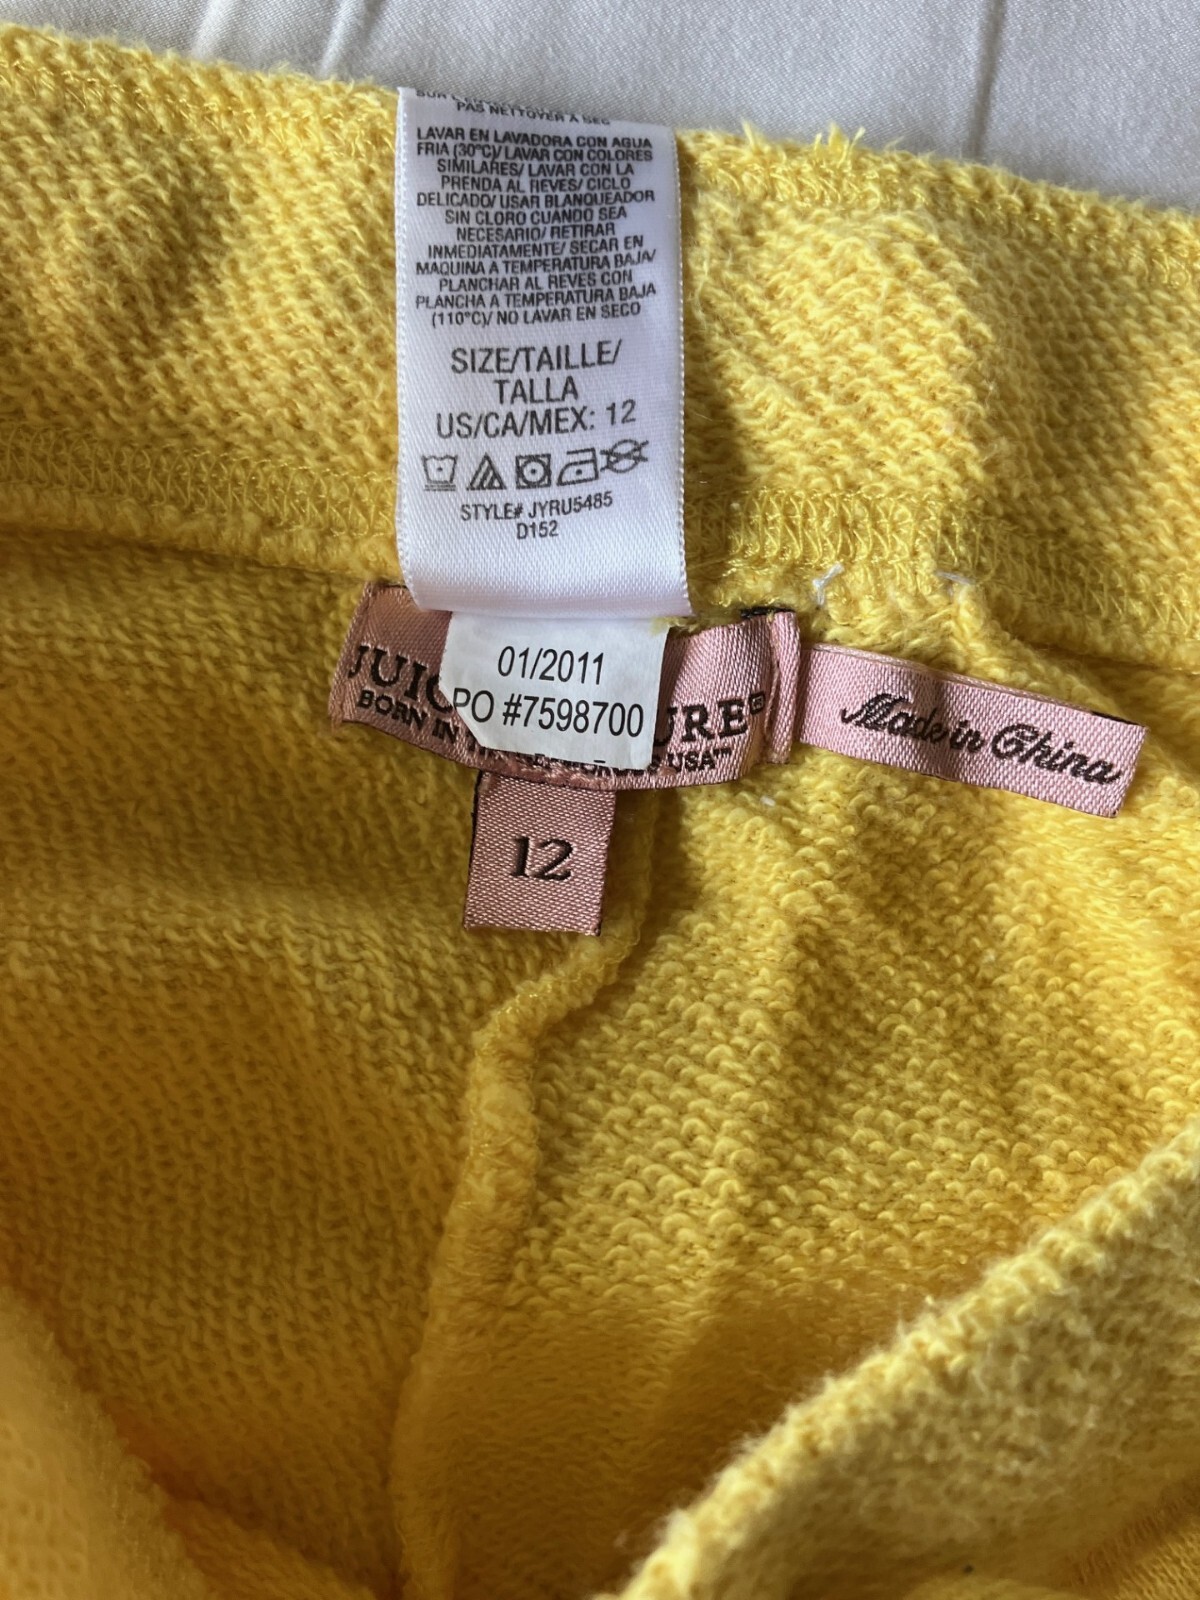 PAS NETTOYER A SEC
LAVAR EN LAVADORA CON AGUA
FRIA (30°C)/ LAVAR CON COLORES
SIMILARES/ LAVAR CON LA
PRENDA AL REVES/ CICLO
DELICADO/ USAR BLANQUEADOR
SIN CLORO CUANDO SEA
NECESARIO/ RETIRAR
INMEDIATAMENTE/ SECAR EN
MAQUINA A TEMPERATURA BAJA/
PLANCHAR AL REVES CON
PLANCHA A TEMPERATURA BAJA
(110°C)/ NO LAVAR EN SECO
SIZE/TAILLE/
TALLA
US/CA/MEX: 12
STYLE# JYRU5485
D152
01/2011
PO #7598700
JUIC URE
BORN IN USA™
Made in China
12